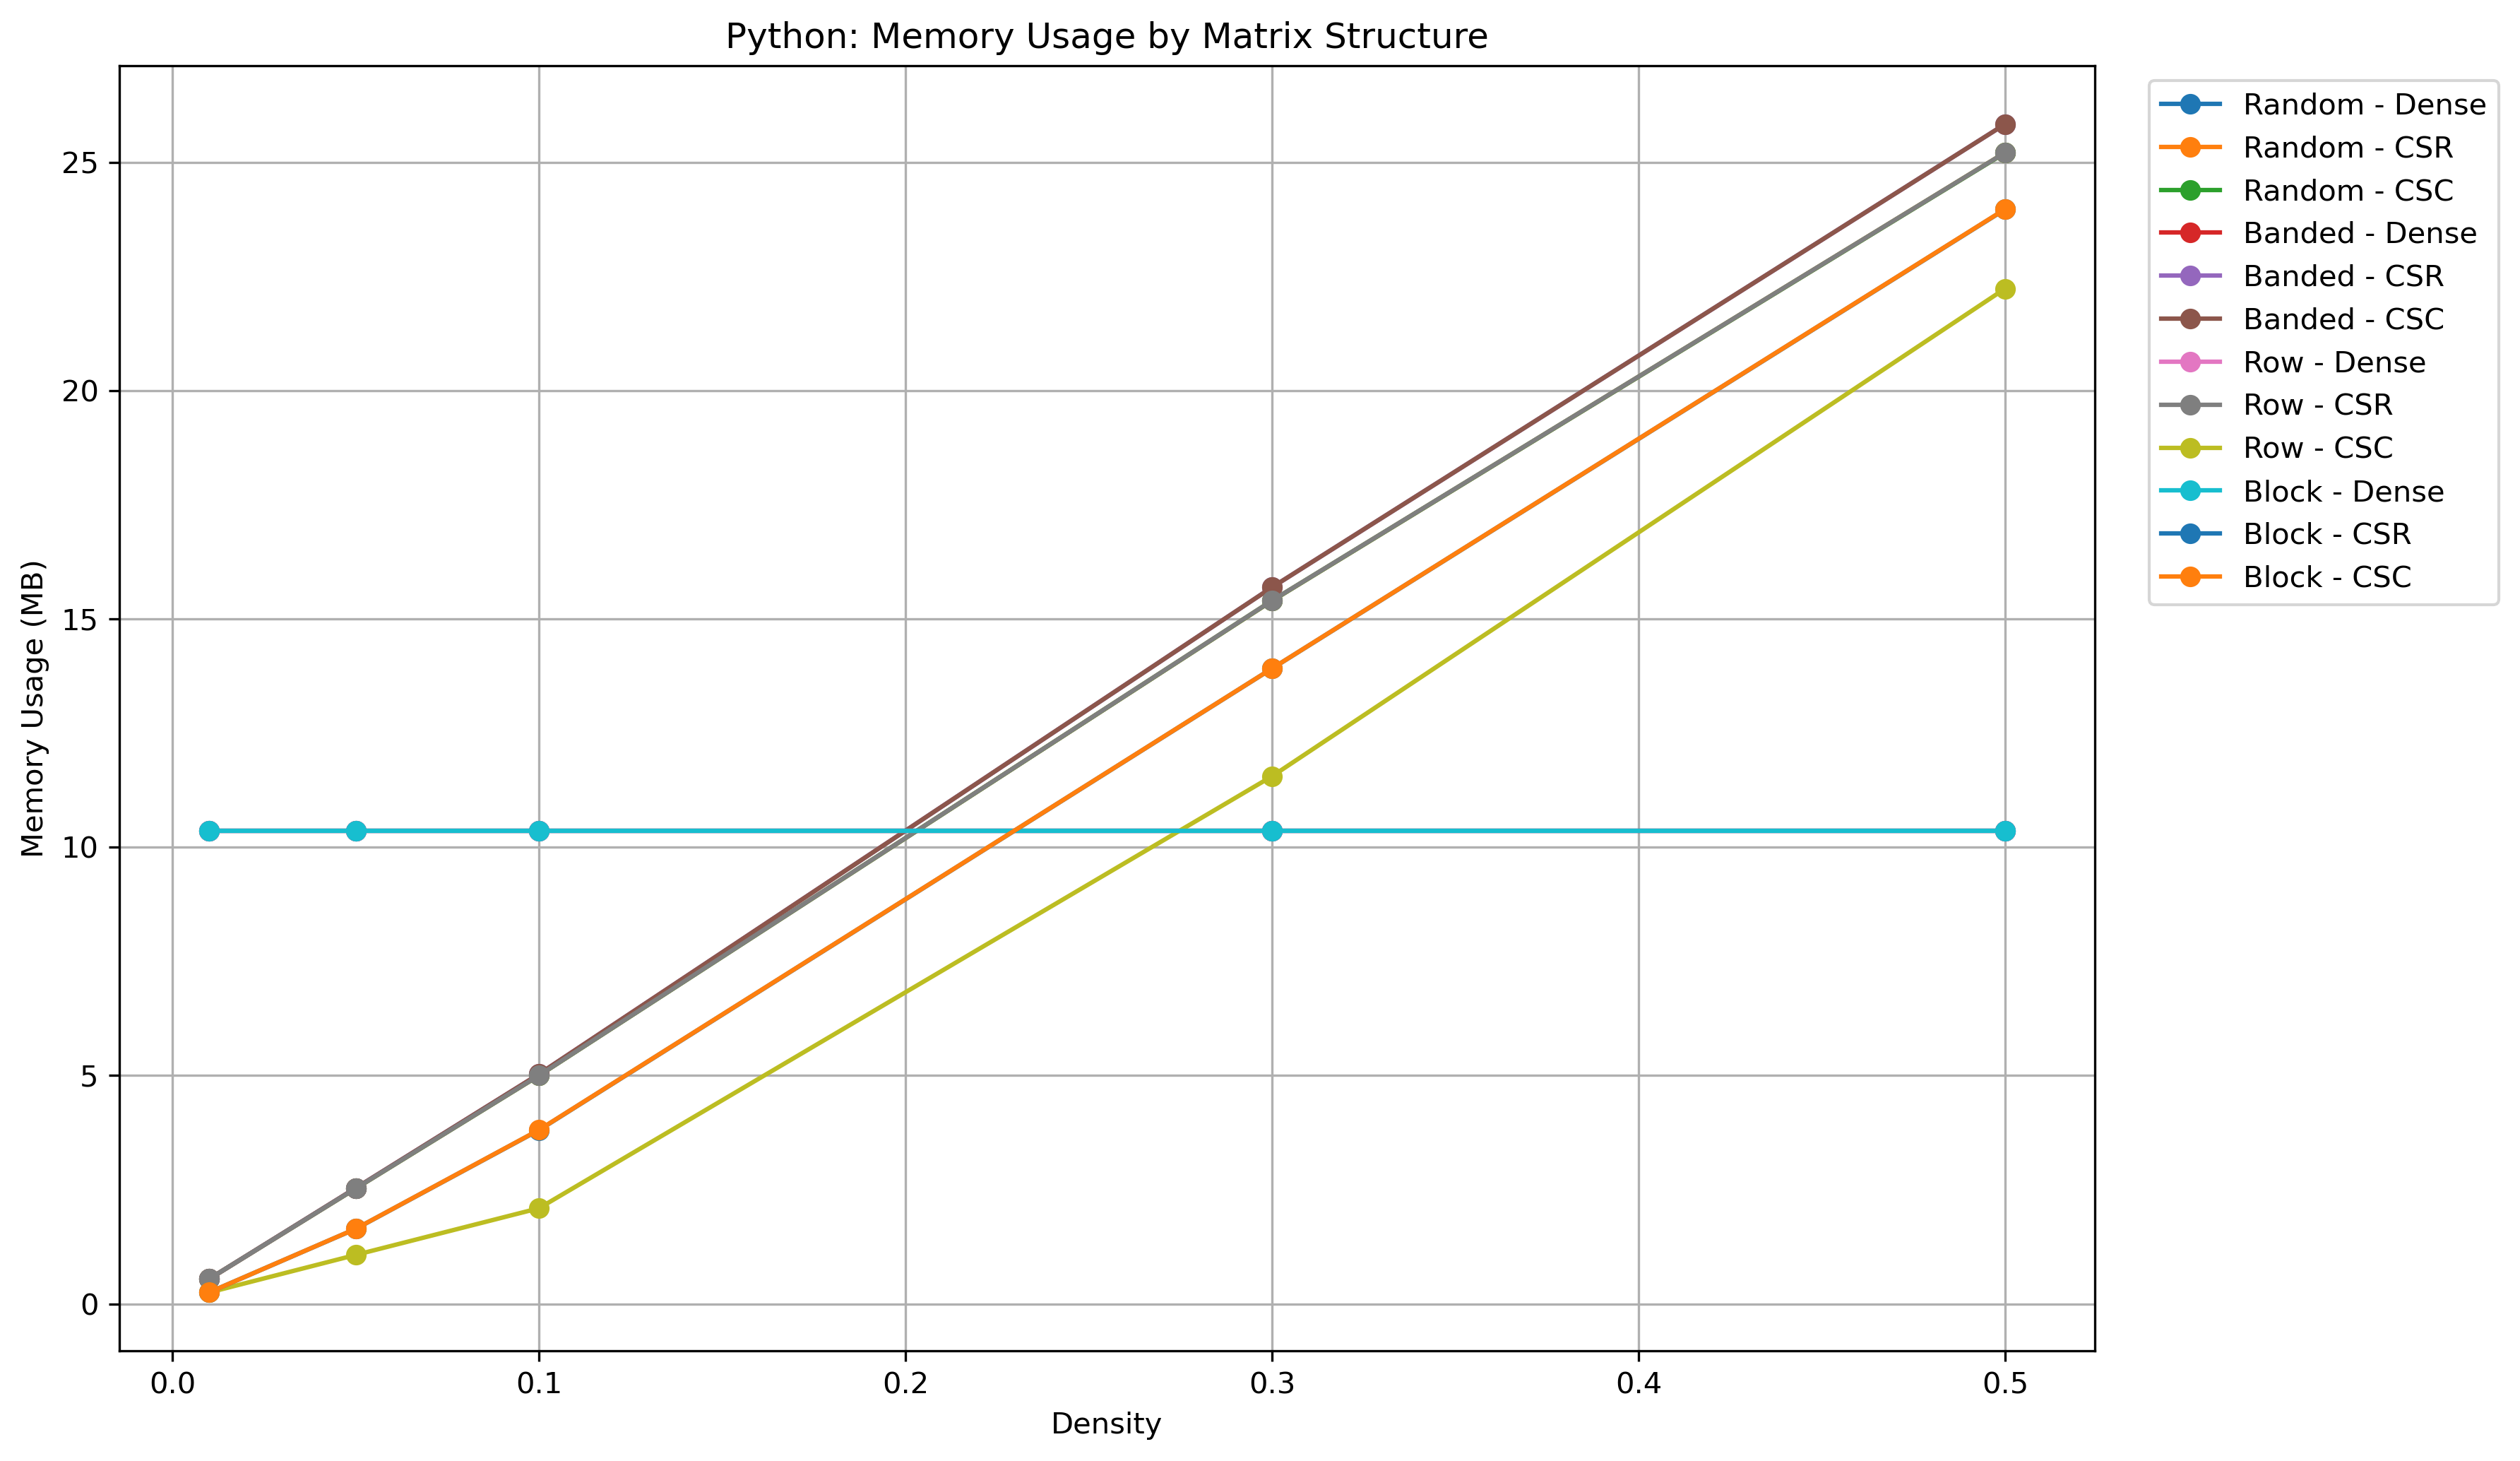 Python: Memory Usage by Matrix Structure
Memory Usage (MB)
25
20
15
10
5
0
0.0 0.1 0.2 0.3 0.4 0.5
Density
Random - Dense
Random - CSR
Random - CSC
Banded - Dense
Banded - CSR
Banded - CSC
Row - Dense
Row - CSR
Row - CSC
Block - Dense
Block - CSR
Block - CSC